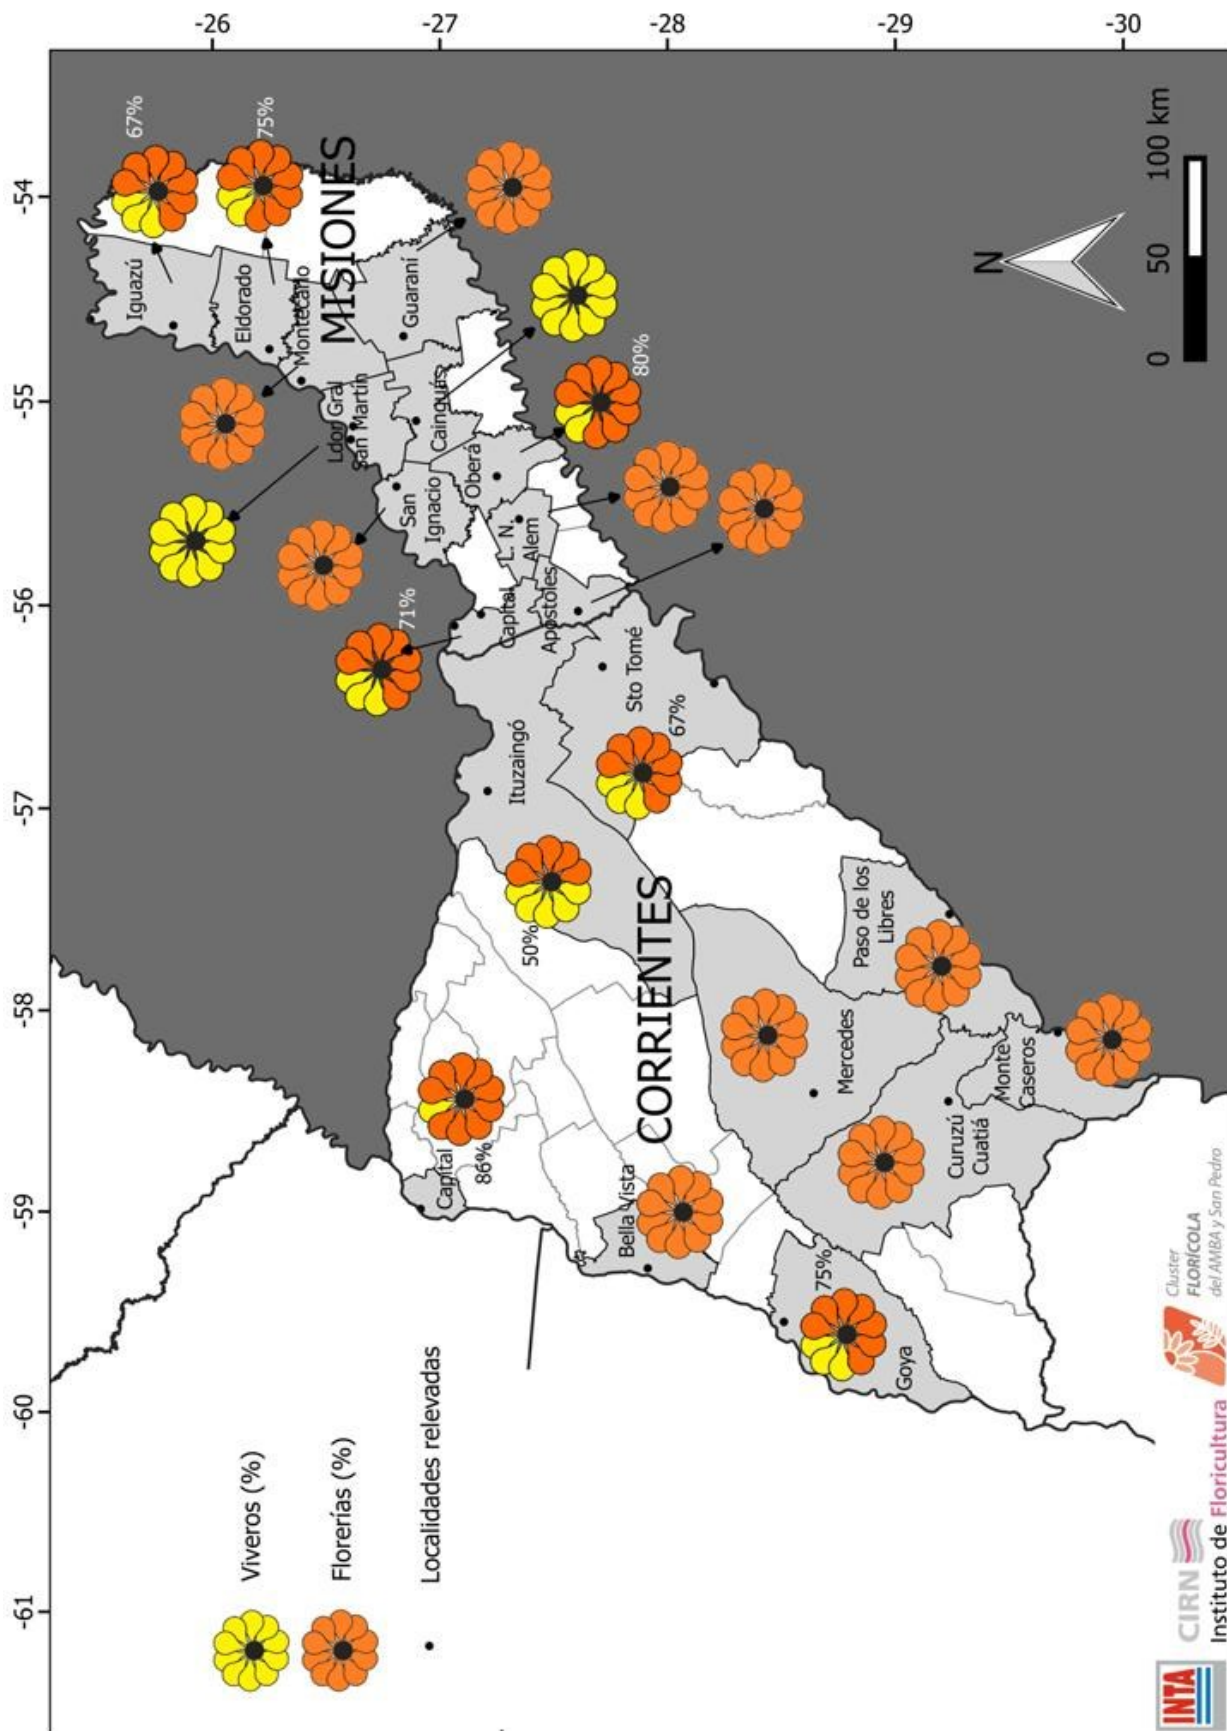 -61
-60
-59
-58
-57
-56
-55
-54
-26
-27
-28
-29
-30
Viveros (%)
Florerías (%)
Localidades relevadas
MISIONES
Iguazú
67%
Eldorado
75%
Montecarlo
Guaraní
Ldor Gral
San Martín
Cainguás
San
Ignacio
Oberá
80%
L. N.
Alem
Capital
71%
Apóstoles
CORRIENTES
Ituzaingó
50%
Sto Tomé
67%
Capital
86%
Bella Vista
Goya
75%
Mercedes
Paso de los
Libres
Curuzú
Cuatiá
Monte
Caseros
N
0 50 100 km
INTA
CIRN
Instituto de Floricultura
Cluster
FLORÍCOLA
del AMBA y San Pedro